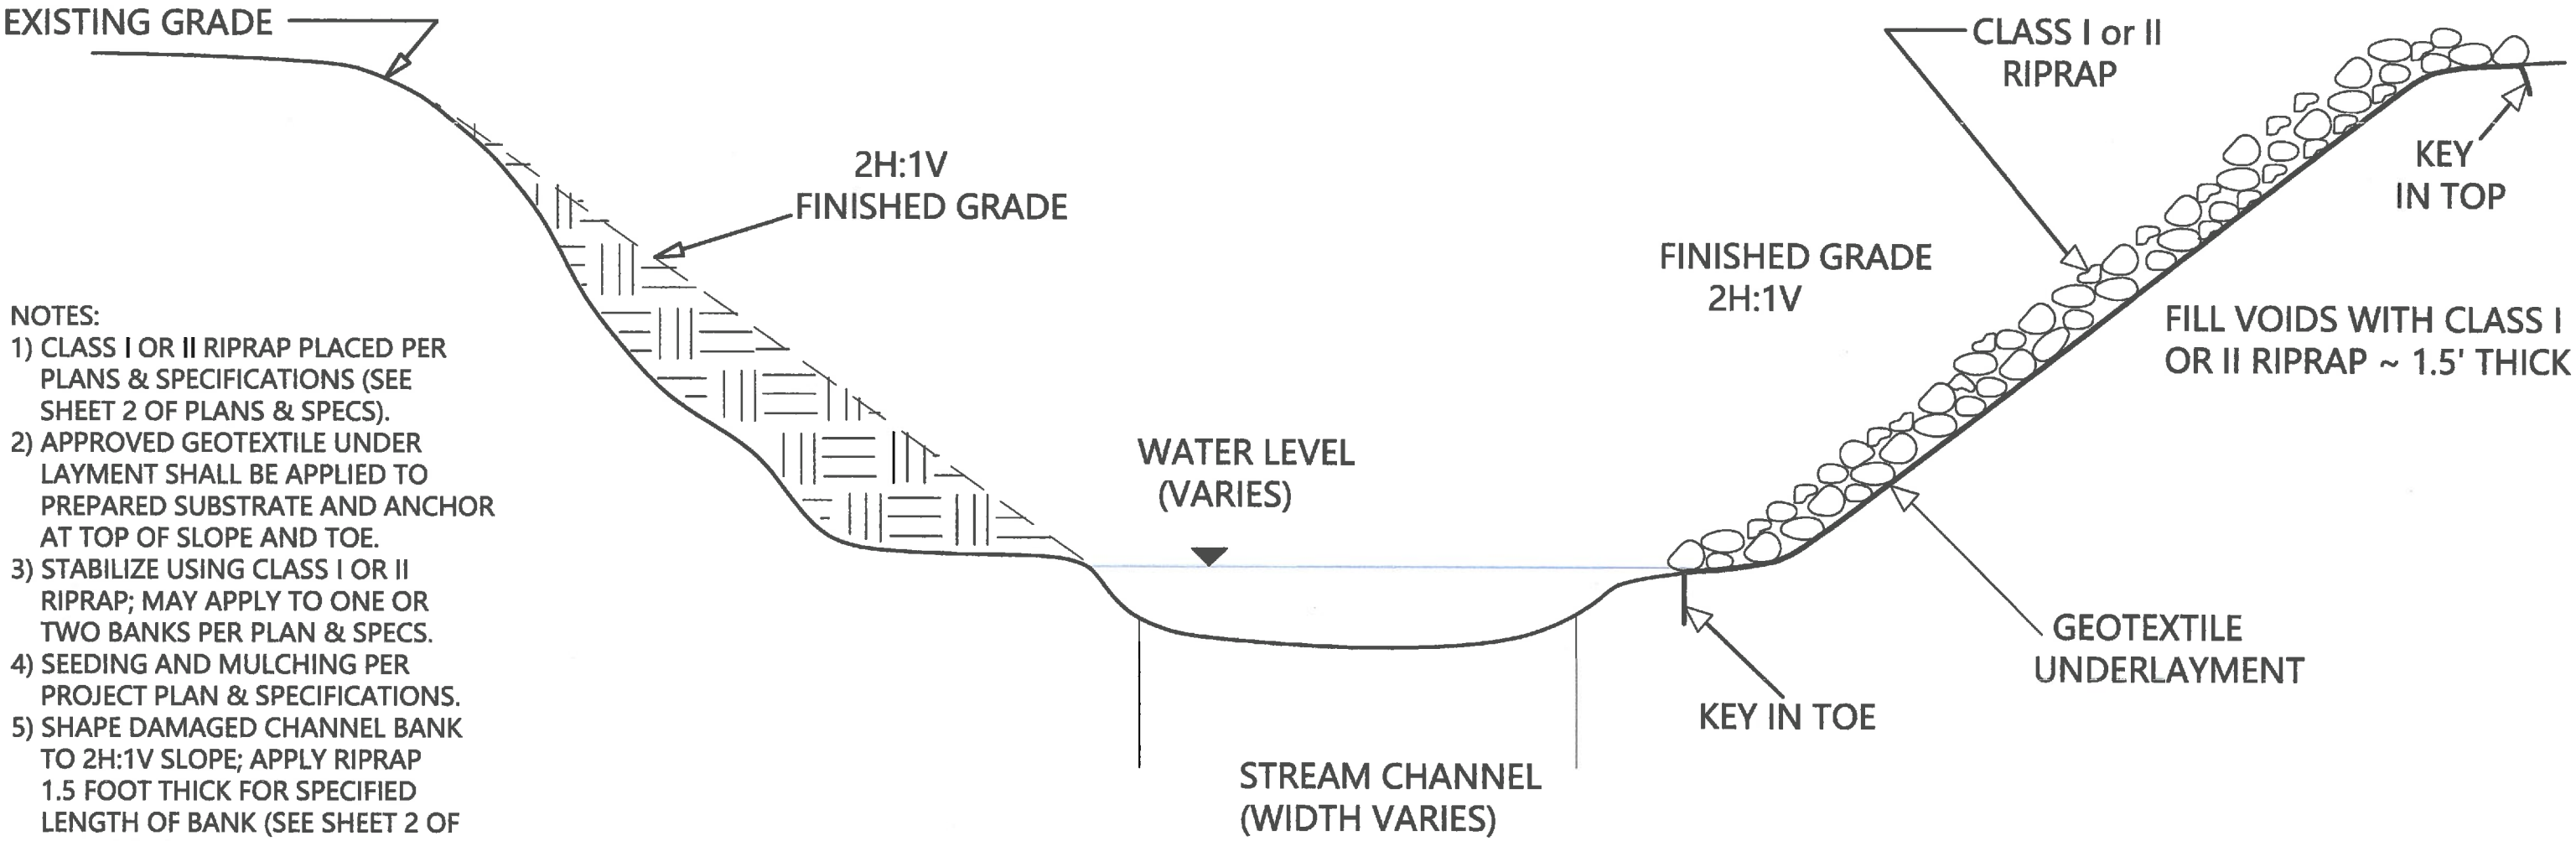 EXISTING GRADE
CLASS I or II
RIPRAP
2H:1V
FINISHED GRADE
KEY
IN TOP
FINISHED GRADE
2H:1V
FILL VOIDS WITH CLASS I
OR II RIPRAP ~ 1.5' THICK
WATER LEVEL
(VARIES)
GEOTEXTILE
UNDERLAYMENT
KEY IN TOE
STREAM CHANNEL
(WIDTH VARIES)
NOTES:
1) CLASS I OR II RIPRAP PLACED PER
PLANS & SPECIFICATIONS (SEE
SHEET 2 OF PLANS & SPECS).
2) APPROVED GEOTEXTILE UNDER
LAYMENT SHALL BE APPLIED TO
PREPARED SUBSTRATE AND ANCHOR
AT TOP OF SLOPE AND TOE.
3) STABILIZE USING CLASS I OR II
RIPRAP; MAY APPLY TO ONE OR
TWO BANKS PER PLAN & SPECS.
4) SEEDING AND MULCHING PER
PROJECT PLAN & SPECIFICATIONS.
5) SHAPE DAMAGED CHANNEL BANK
TO 2H:1V SLOPE; APPLY RIPRAP
1.5 FOOT THICK FOR SPECIFIED
LENGTH OF BANK (SEE SHEET 2 OF